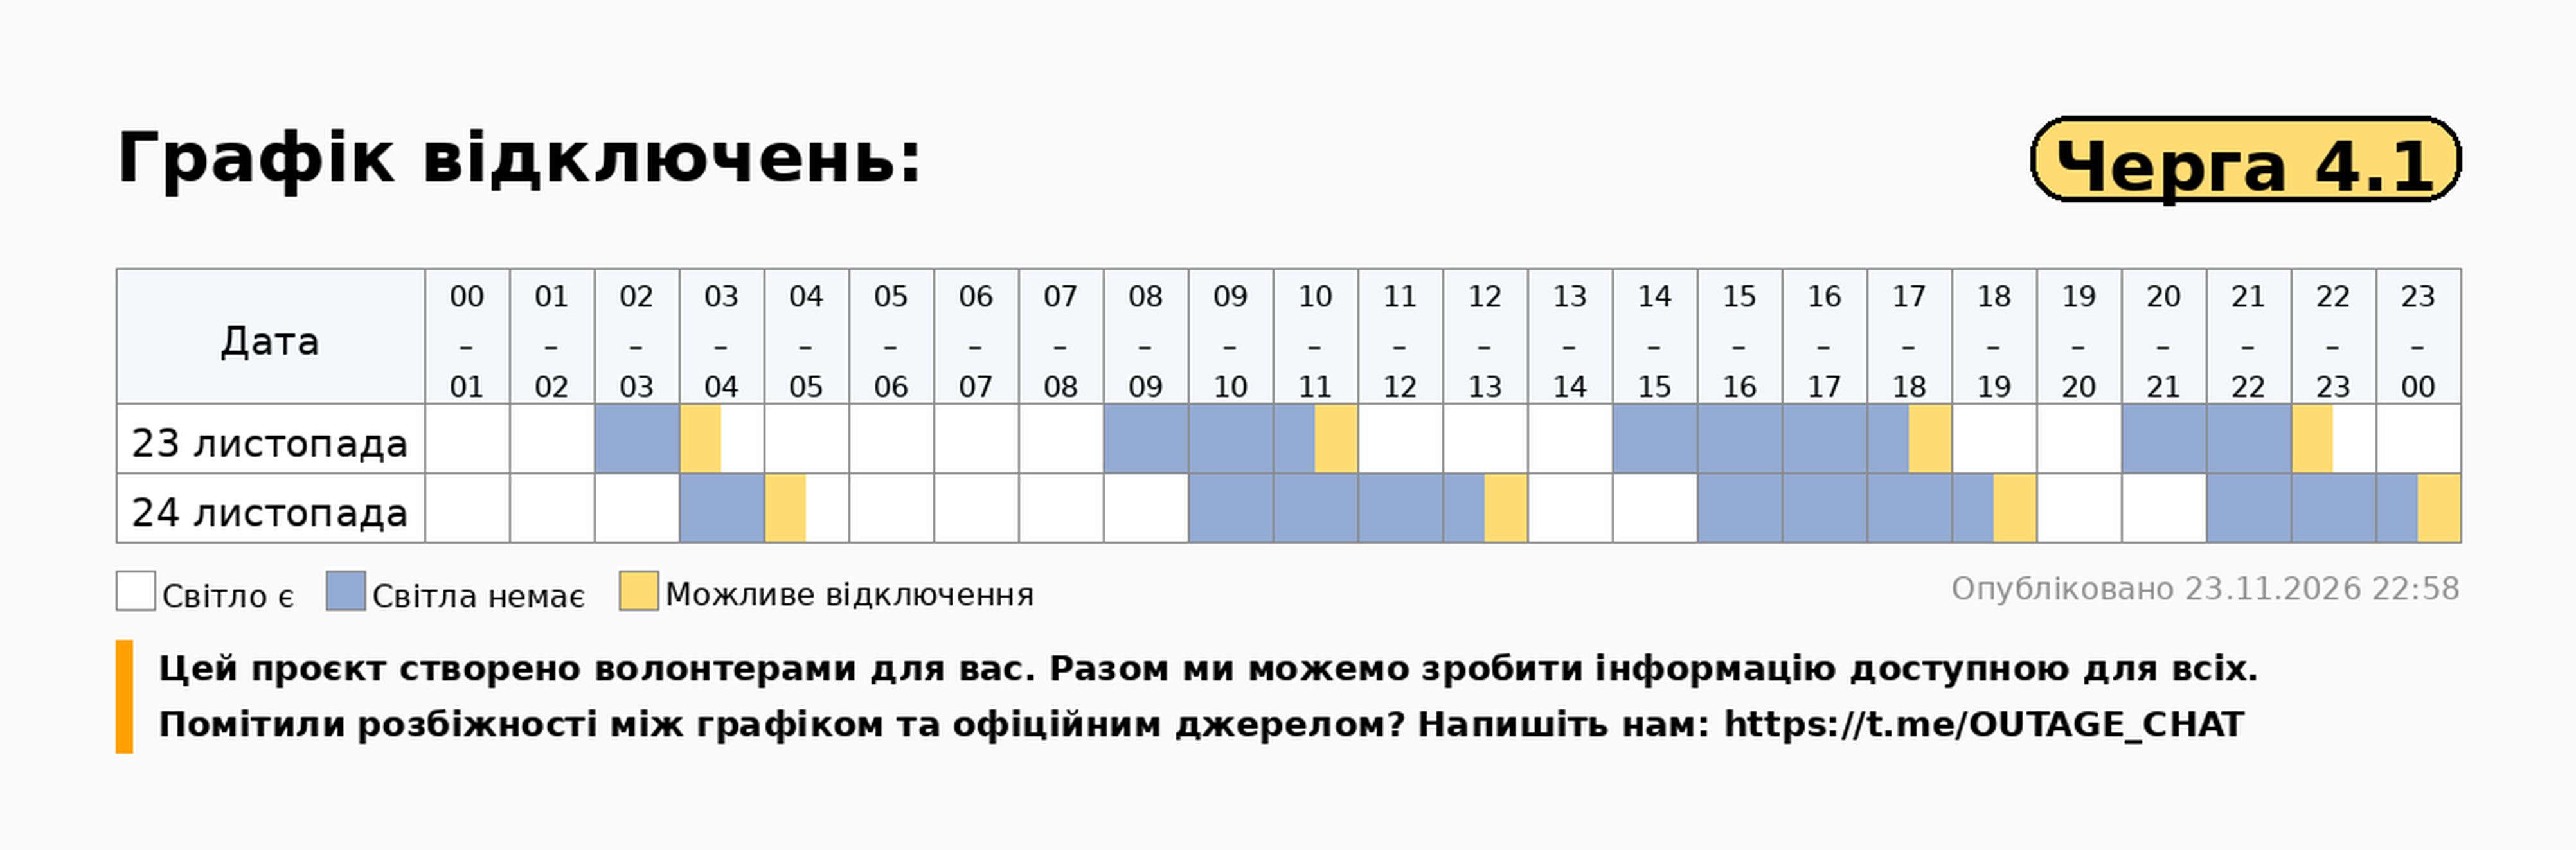 Графік відключень:
Черга 4.1
Дата
00 – 01
01 – 02
02 – 03
03 – 04
04 – 05
05 – 06
06 – 07
07 – 08
08 – 09
09 – 10
10 – 11
11 – 12
12 – 13
13 – 14
14 – 15
15 – 16
16 – 17
17 – 18
18 – 19
19 – 20
20 – 21
21 – 22
22 – 23
23 – 00
23 листопада
24 листопада
Світло є
Світла немає
Можливе відключення
Опубліковано 23.11.2026 22:58
Цей проєкт створено волонтерами для вас. Разом ми можемо зробити інформацію доступною для всіх.
Помітили розбіжності між графіком та офіційним джерелом? Напишіть нам: https://t.me/OUTAGE_CHAT